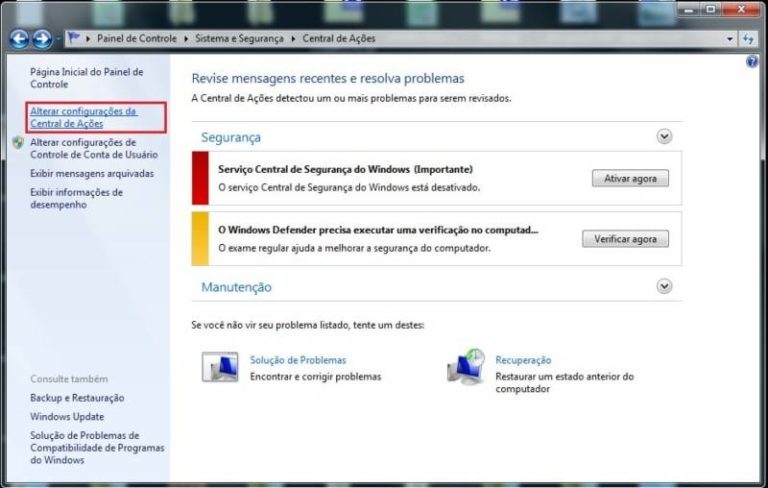 Painel de Controle ▸ Sistema e Segurança ▸ Central de Ações
Página Inicial do Painel de
Controle
Alterar configurações da
Central de Ações
Alterar configurações de
Controle de Conta de Usuário
Exibir mensagens arquivadas
Exibir informações de
desempenho
Consulte também
Backup e Restauração
Windows Update
Solução de Problemas de
Compatibilidade de Programas
do Windows
Revise mensagens recentes e resolva problemas
A Central de Ações detectou um ou mais problemas para serem revisados.
Segurança
Serviço Central de Segurança do Windows (Importante)
O serviço Central de Segurança do Windows está desativado.
Ativar agora
O Windows Defender precisa executar uma verificação no computad...
O exame regular ajuda a melhorar a segurança do computador.
Verificar agora
Manutenção
Se você não vir seu problema listado, tente um destes:
Solução de Problemas
Encontrar e corrigir problemas
Recuperação
Restaurar um estado anterior do
computador